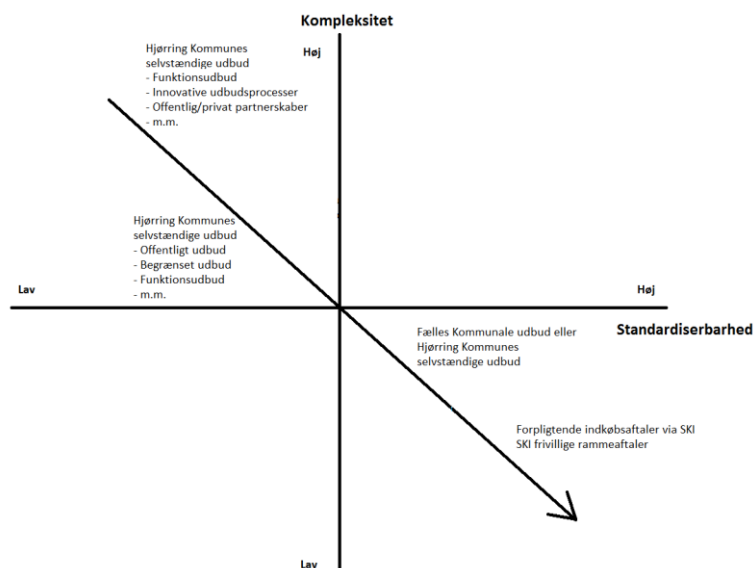 Kompleksitet
Høj
Hjørring Kommunes
selvstændige udbud
- Funktionsudbud
- Innovative udbudsprocesser
- Offentlig/privat partnerskaber
- m.m.
Hjørring Kommunes
selvstændige udbud
- Offentligt udbud
- Begrænset udbud
- Funktionsudbud
- m.m.
Lav
Høj
Standardiserbarhed
Fælles Kommunale udbud eller
Hjørring Kommunes
selvstændige udbud
Forpligtende indkøbsaftaler via SKI
SKI frivillige rammeaftaler
Lav